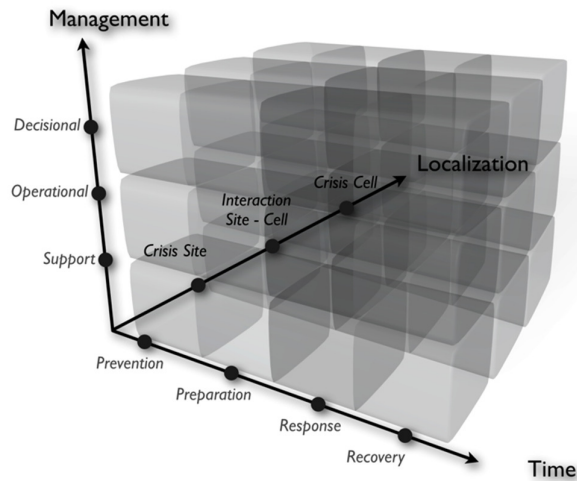 Management
Decisional
Operational
Support
Localization
Crisis Cell
Interaction
Site - Cell
Crisis Site
Prevention
Preparation
Response
Recovery
Time